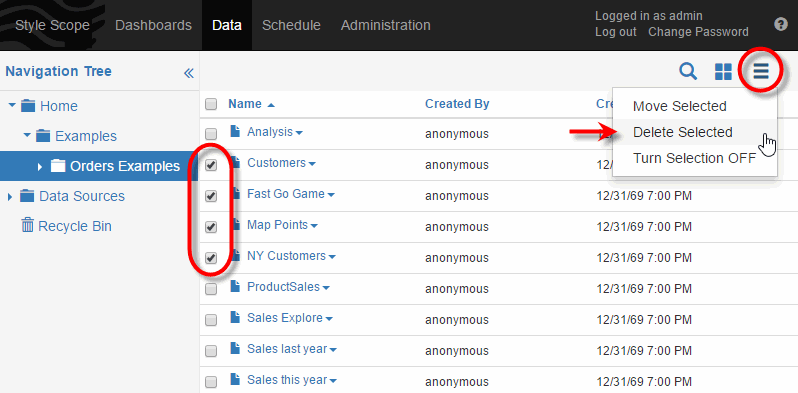 Style Scope Dashboards Data Schedule Administration
Logged in as admin
Log out Change Password
Navigation Tree
Home
Examples
Orders Examples
Data Sources
Recycle Bin
Move Selected
Delete Selected
Turn Selection OFF
Name Created By
Analysis anonymous
Customers anonymous 12/31/69 7:00 PM
Fast Go Game anonymous 12/31/69 7:00 PM
Map Points anonymous 12/31/69 7:00 PM
NY Customers anonymous 12/31/69 7:00 PM
ProductSales anonymous 12/31/69 7:00 PM
Sales Explore anonymous 12/31/69 7:00 PM
Sales last year anonymous 12/31/69 7:00 PM
Sales this year anonymous 12/31/69 7:00 PM